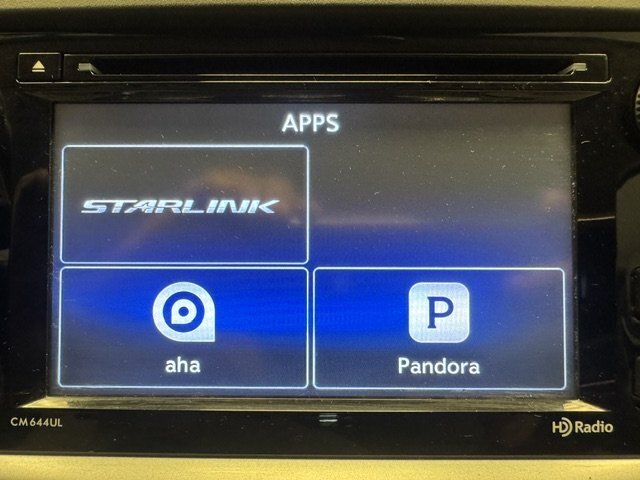 APPS
STARLINK
aha
P
Pandora
CM644UL
HD Radio